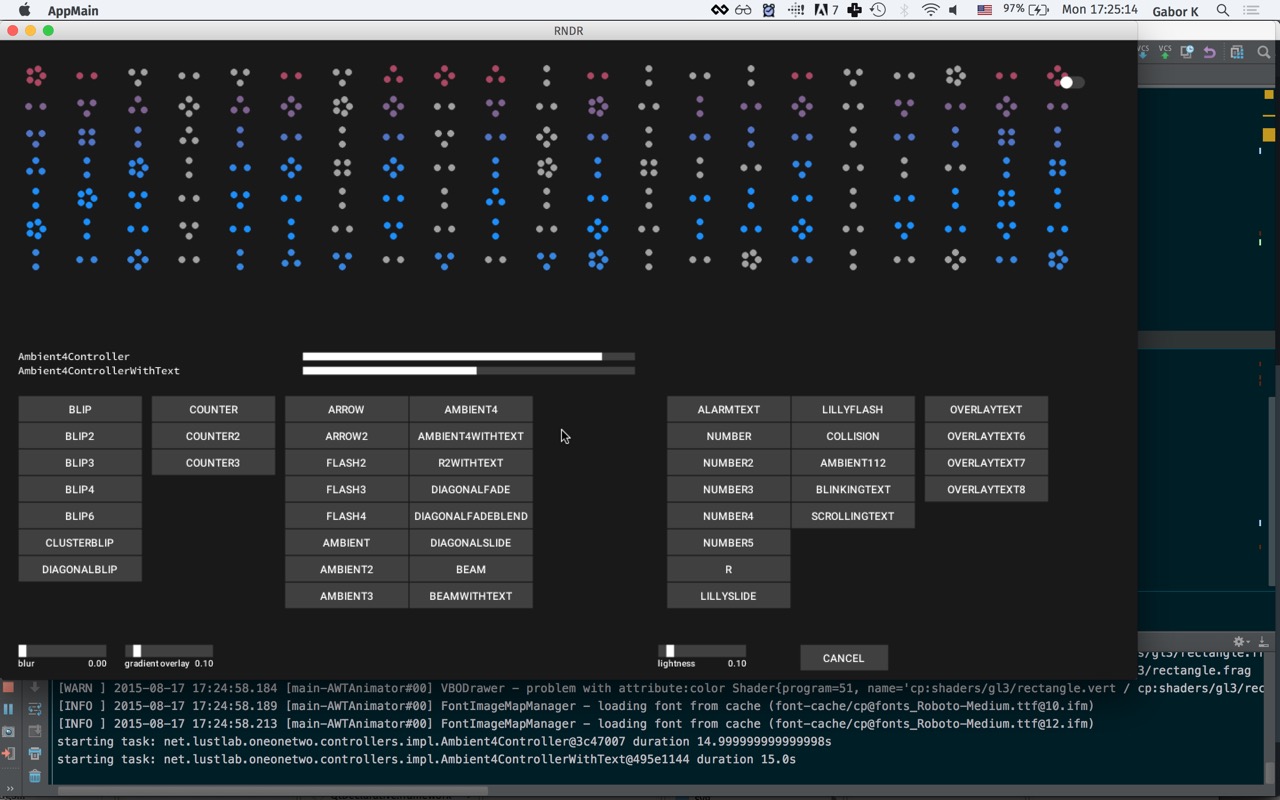 AppMain 7 97% Mon 17:25:14 Gabor K
RNDR
VCS VCS
Ambient4Controller
Ambient4ControllerWithText
BLIP COUNTER ARROW AMBIENT4 ALARMTEXT LILLYFLASH OVERLAYTEXT
BLIP2 COUNTER2 ARROW2 AMBIENT4WITHTEXT NUMBER COLLISION OVERLAYTEXT6
BLIP3 COUNTER3 FLASH2 R2WITHTEXT NUMBER2 AMBIENT112 OVERLAYTEXT7
BLIP4 FLASH3 DIAGONALFADE NUMBER3 BLINKINGTEXT OVERLAYTEXT8
BLIP6 FLASH4 DIAGONALFADEBLEND NUMBER4 SCROLLINGTEXT
CLUSTERBLIP AMBIENT DIAGONALSLIDE NUMBER5
DIAGONALBLIP AMBIENT2 BEAM R
AMBIENT3 BEAMWITHTEXT LILLYSLIDE
blur 0.00 gradient overlay 0.10 lightness 0.10 CANCEL
s/gl3/rectangle.fr
3/rectangle.frag
[WARN ] 2015-08-17 17:24:58.184 [main-AWTAnimator#00] VBODrawer - problem with attribute:color Shader{program=51, name='cp:shaders/gl3/rectangle.vert / cp:shaders/gl3/rec
[INFO ] 2015-08-17 17:24:58.189 [main-AWTAnimator#00] FontImageMapManager - loading font from cache (font-cache/cp@fonts_Roboto-Medium.ttf@10.ifm)
[INFO ] 2015-08-17 17:24:58.213 [main-AWTAnimator#00] FontImageMapManager - loading font from cache (font-cache/cp@fonts_Roboto-Medium.ttf@12.ifm)
starting task: net.lustlab.oneonetwo.controllers.impl.Ambient4Controller@3c47007 duration 14.999999999999998s
starting task: net.lustlab.oneonetwo.controllers.impl.Ambient4ControllerWithText@495e1144 duration 15.0s